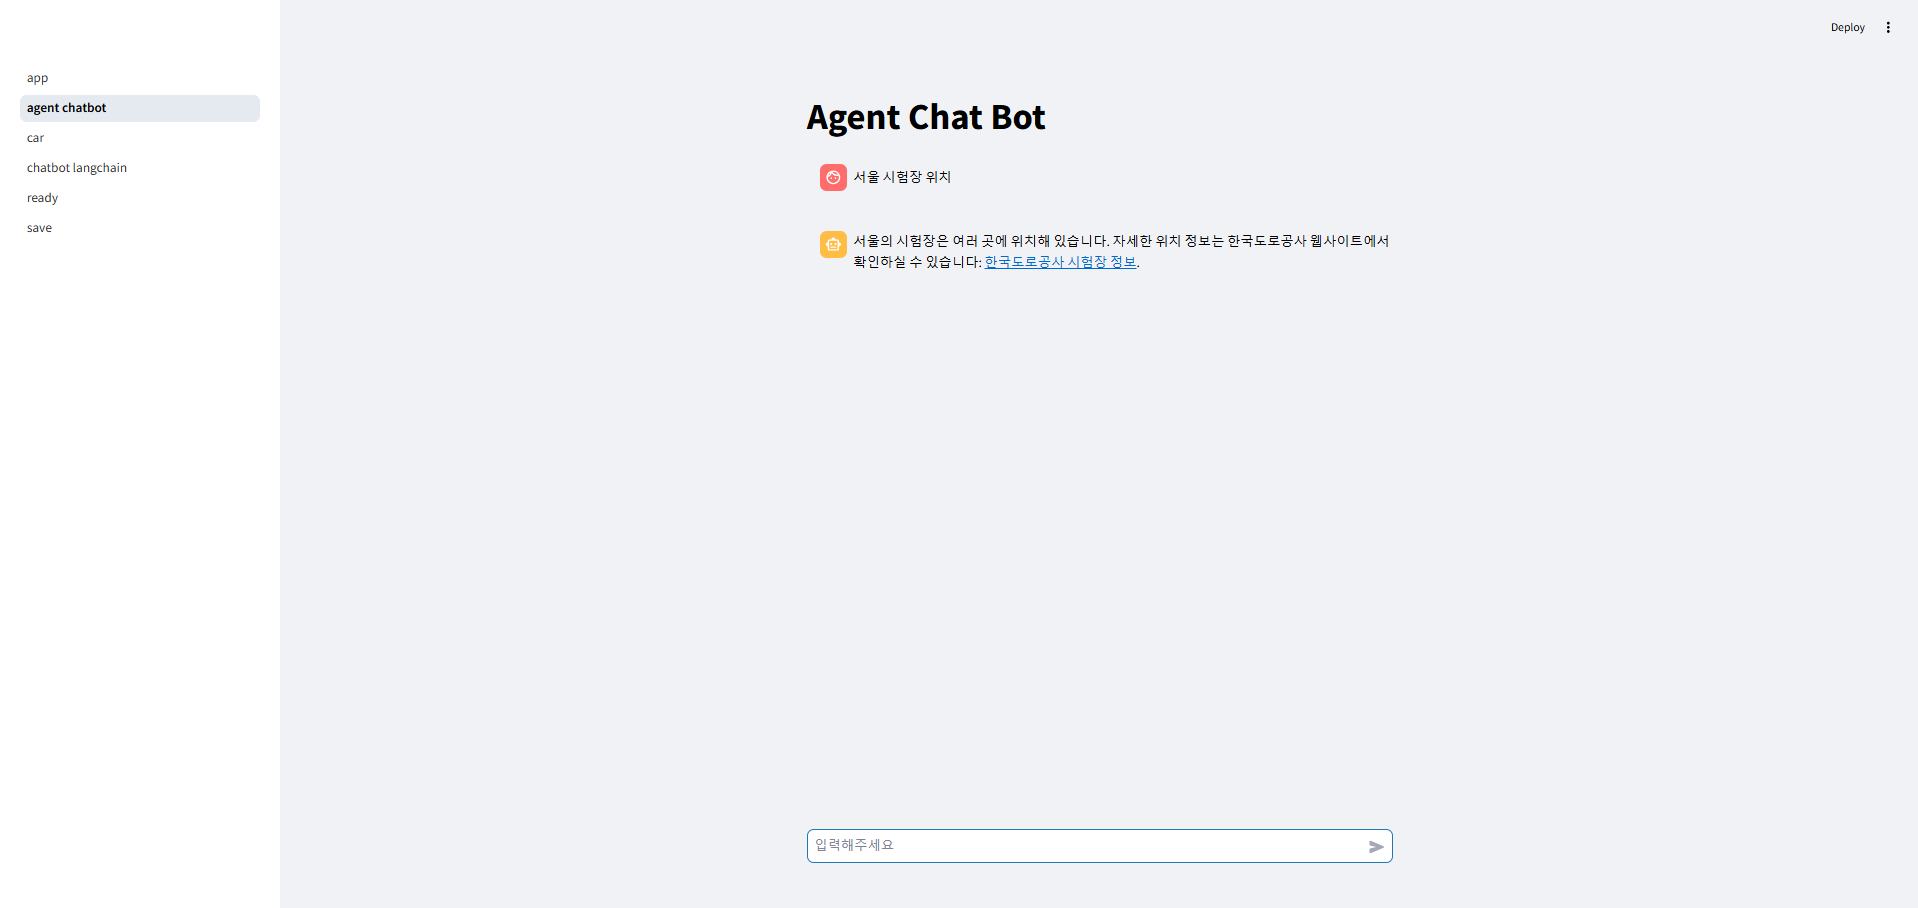 Deploy
app
agent chatbot
car
chatbot langchain
ready
save
Agent Chat Bot
서울 시험장 위치
서울의 시험장은 여러 곳에 위치해 있습니다. 자세한 위치 정보는 한국도로공사 웹사이트에서
확인하실 수 있습니다: 한국도로공사 시험장 정보.
입력해주세요